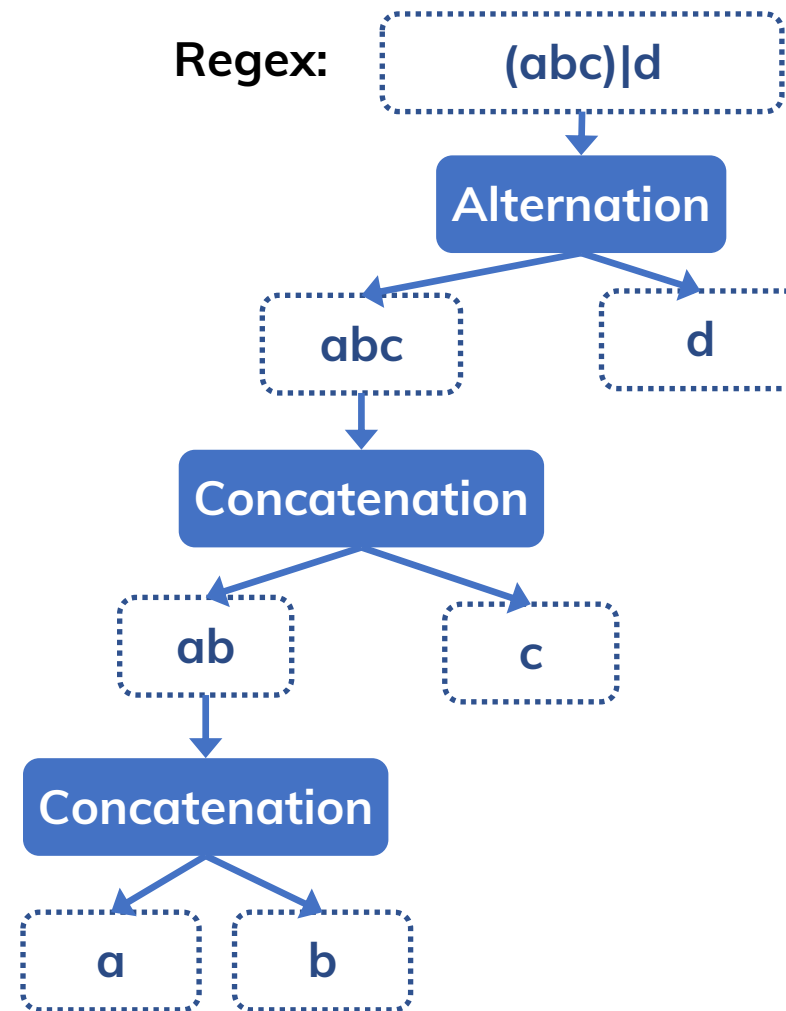 Regex: (abc)|d
Alternation
abc d
Concatenation
ab c
Concatenation
a b